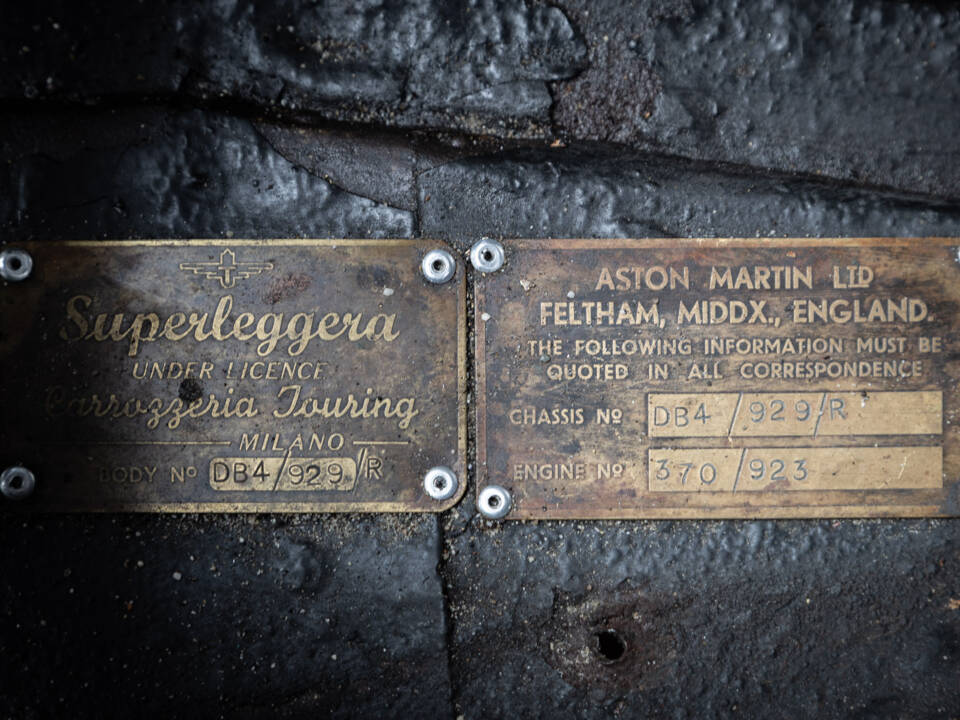 Superleggera
UNDER LICENCE
Carrozzeria Touring
MILANO
BODY Nº DB4/929/R
ASTON MARTIN LTD
FELTHAM, MIDDX., ENGLAND.
THE FOLLOWING INFORMATION MUST BE
QUOTED IN ALL CORRESPONDENCE
CHASSIS Nº DB4/929/R
ENGINE Nº 370/923